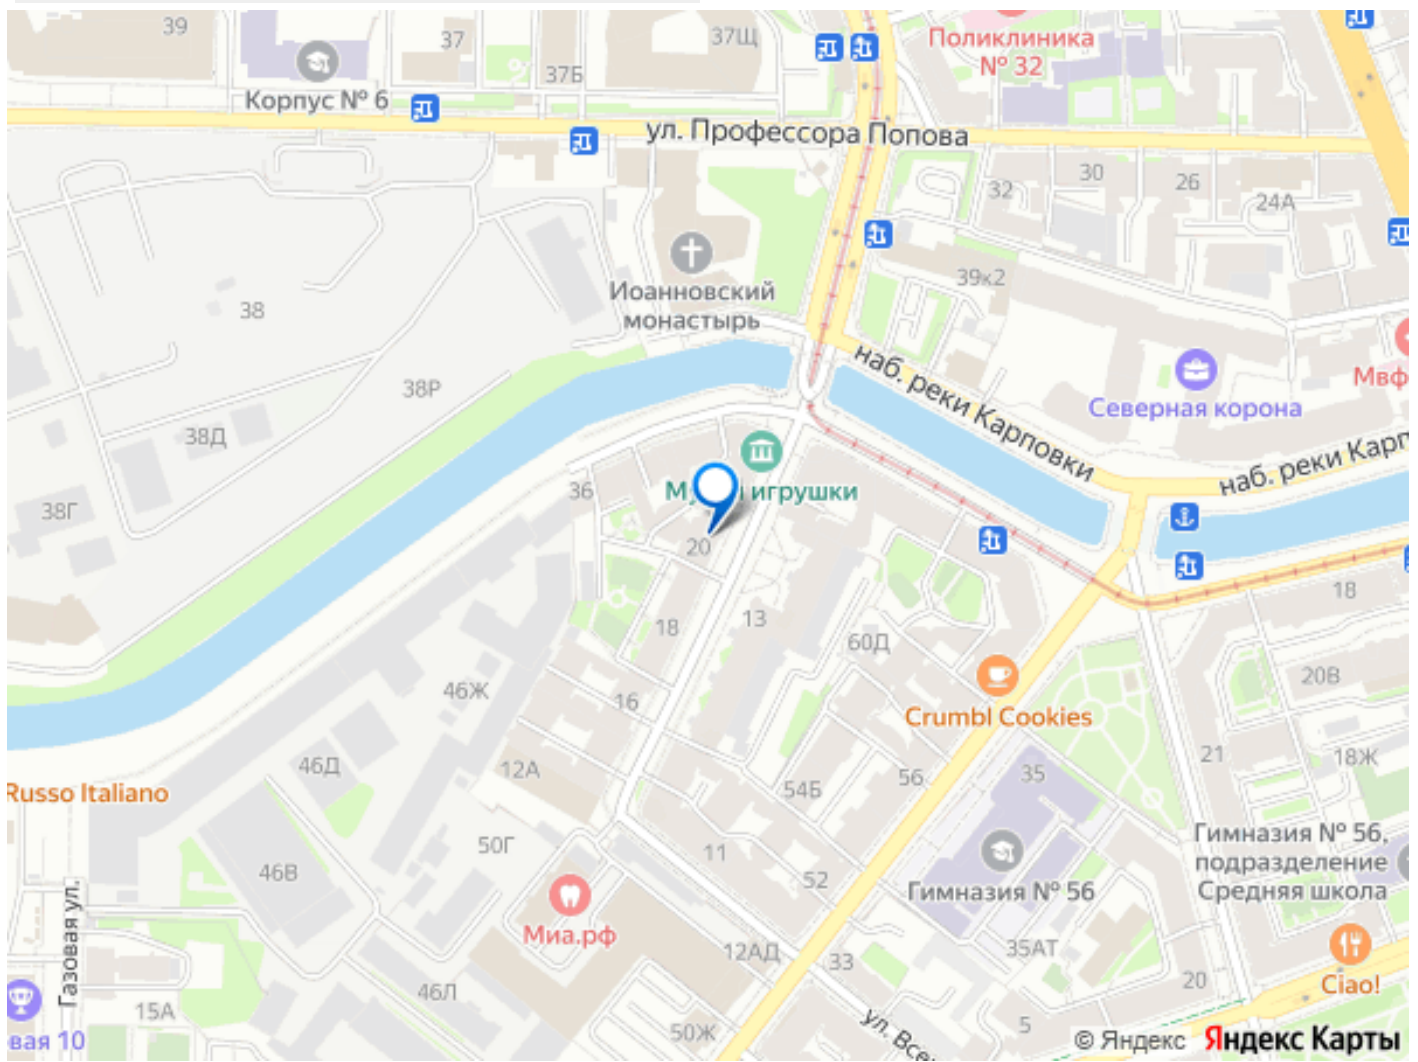 39
37
37Щ
Поликлиника
№ 32
37Б
Корпус № 6
ул. Профессора Попова
30
26
32
24А
39к2
Иоанновский
монастырь
38
наб. реки Карповки
Северная корона
Мвф
38Р
38Д
наб. реки Карп
36
игрушки
38Г
20
18
13
18
60Д
20В
46Ж
16
Crumbl Cookies
21
18Ж
46Д
12А
35
56
54Б
Russo Italiano
Гимназия № 56,
подразделение
Средняя школа
50Г
11
46В
52
Гимназия № 56
Миа.рф
12АД
33
35АТ
Газовая ул.
20
Ciao!
46Л
15А
50Ж
5
ул. Все
вая 10
© Яндекс Яндекс Карты